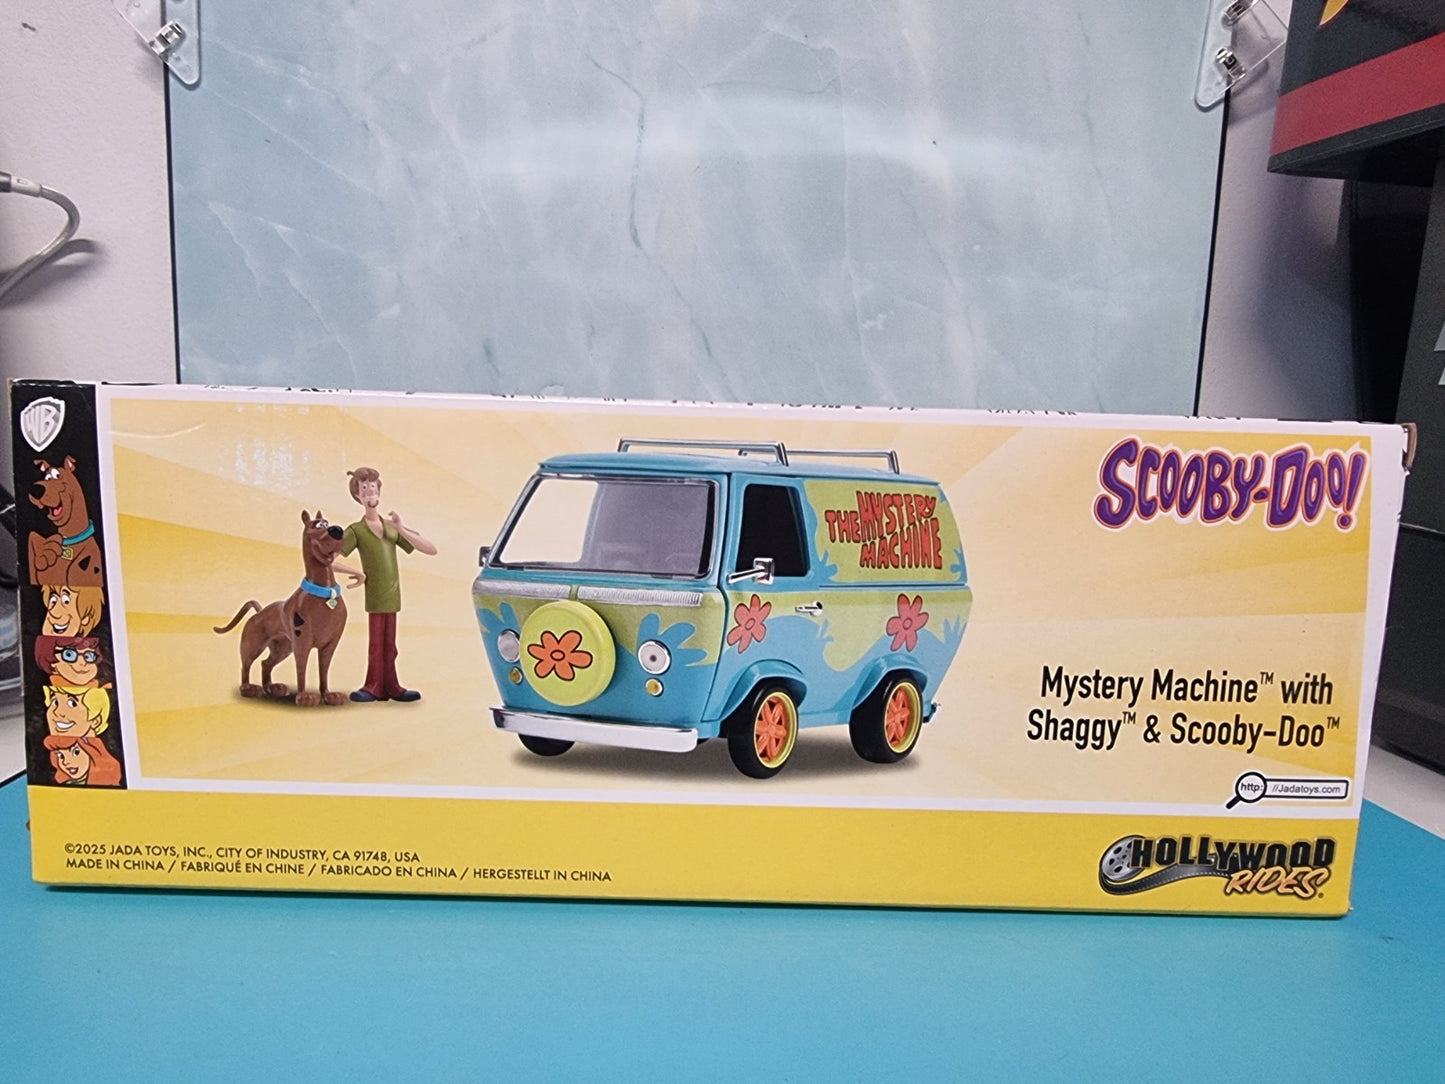 WB
SCOOBY-DOO!
THE MYSTERY
MACHINE
Mystery Machine™ with
Shaggy™ & Scooby-Doo™
http: //Jadatoys.com
©2025 JADA TOYS, INC., CITY OF INDUSTRY, CA 91748, USA
MADE IN CHINA / FABRIQUÉ EN CHINE / FABRICADO EN CHINA / HERGESTELLT IN CHINA
HOLLYWOOD
RIDES®